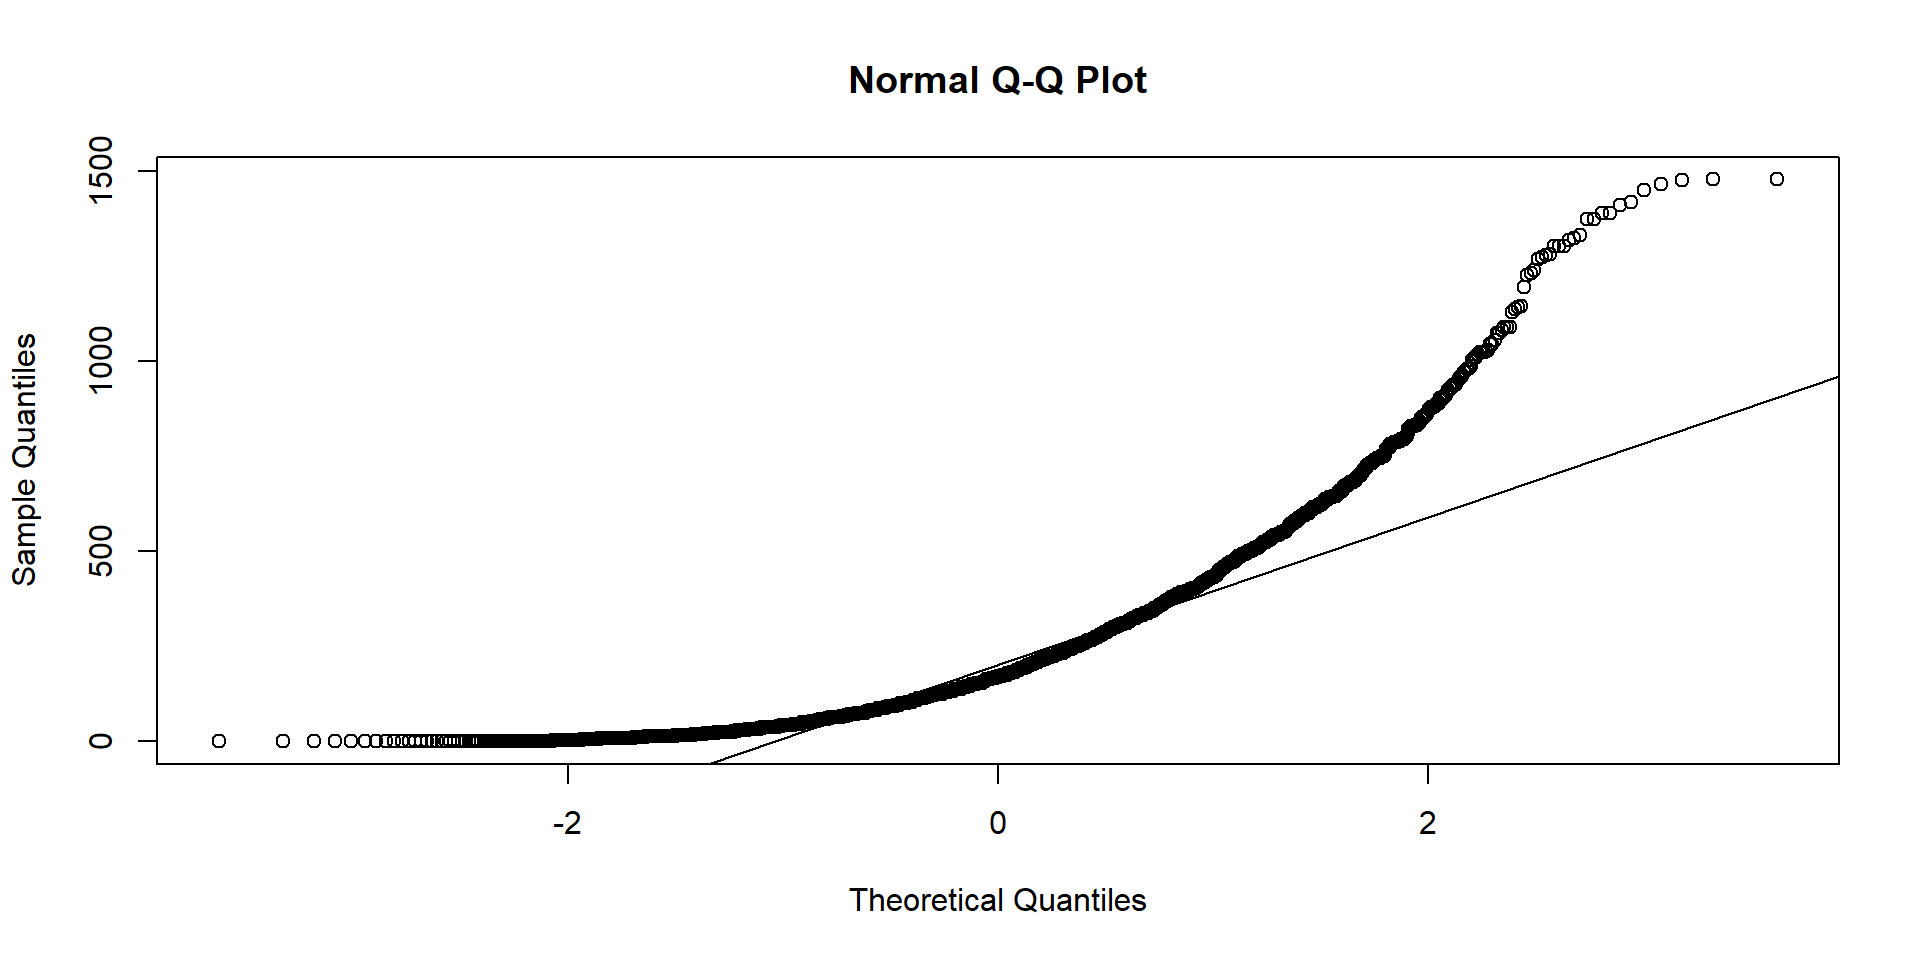 Normal Q-Q Plot
1500
1000
500
0
Sample Quantiles
-2 0 2
Theoretical Quantiles